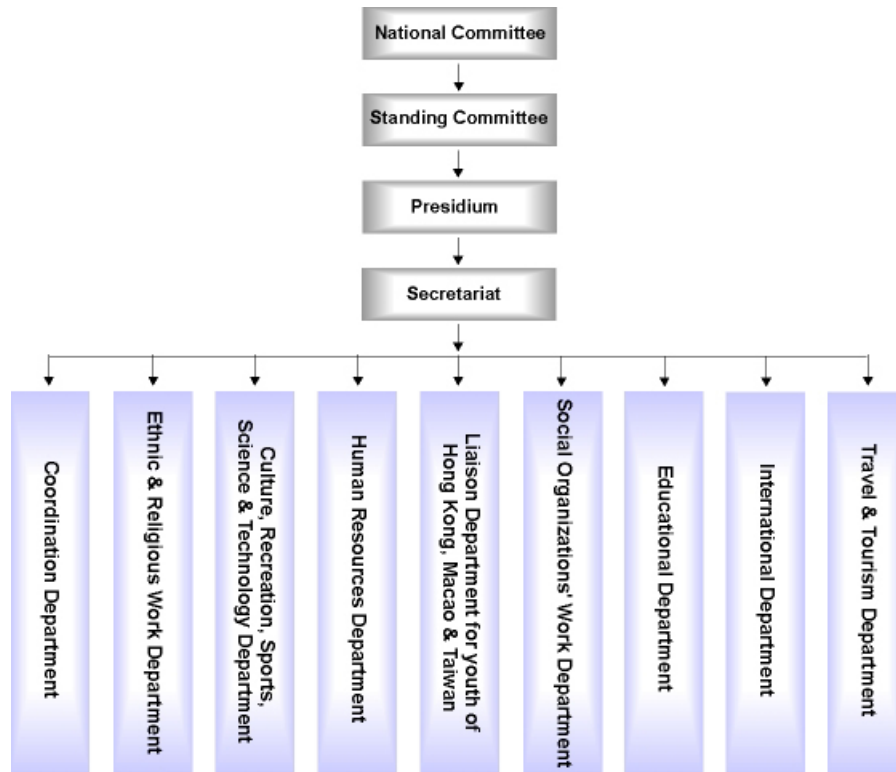 National Committee
Standing Committee
Presidium
Secretariat
Coordination Department
Ethnic & Religious Work Department
Culture, Recreation, Sports,
Science & Technology Department
Human Resources Department
Liaison Department for youth of
Hong Kong, Macao & Taiwan
Social Organizations' Work Department
Educational Department
International Department
Travel & Tourism Department